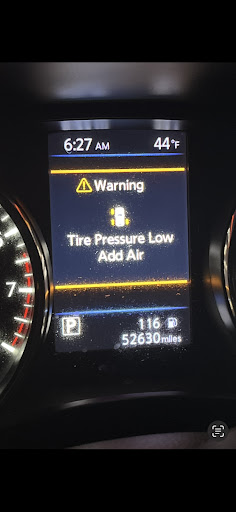 6:27 AM 44°F
Warning
Tire Pressure Low
Add Air
7
P 116
52630 miles